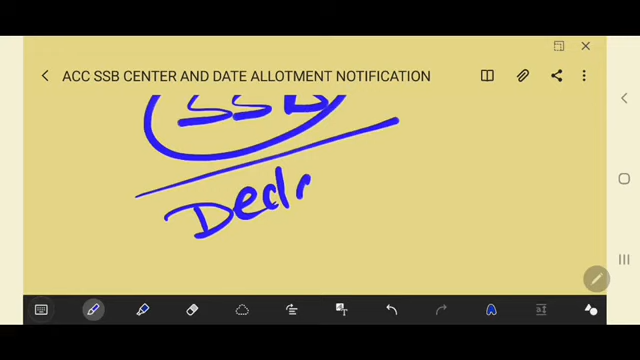 ACC SSB CENTER AND DATE ALLOTMENT NOTIFICATION
SSB